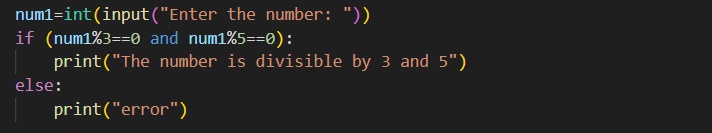 num1=int(input("Enter the number: "))
if (num1%3==0 and num1%5==0):
    print("The number is divisible by 3 and 5")
else:
    print("error")